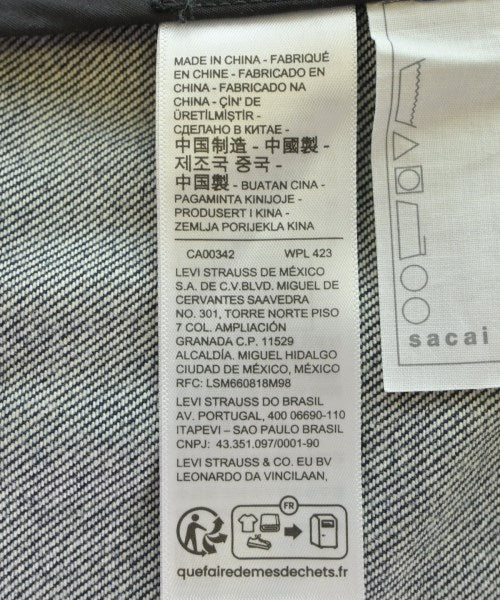 MADE IN CHINA - FABRIQUÉ
EN CHINE - FABRICADO EN
CHINA - FABRICADO NA
CHINA - ÇİN' DE
ÜRETİLMİŞTİR -
СДЕЛАНО В КИТАЕ -
中国制造 - 中國製 -
제조국 중국 -
中国製 - BUATAN CINA -
PAGAMINTA KINIJOJE -
PRODUSERT I KINA -
ZEMLJA PORIJEKLA KINA
CA00342 WPL 423
LEVI STRAUSS DE MÉXICO
S.A. DE C.V.BLVD. MIGUEL DE
CERVANTES SAAVEDRA
NO. 301, TORRE NORTE PISO
7 COL. AMPLIACIÓN
GRANADA C.P. 11529
ALCALDÍA. MIGUEL HIDALGO
CIUDAD DE MÉXICO, MÉXICO
RFC: LSM660818M98
LEVI STRAUSS DO BRASIL
AV. PORTUGAL, 400 06690-110
ITAPEVI – SAO PAULO BRASIL
CNPJ: 43.351.097/0001-90
LEVI STRAUSS & CO. EU BV
LEONARDO DA VINCILAAN,
FR
quefairedemesdechets.fr
sacai